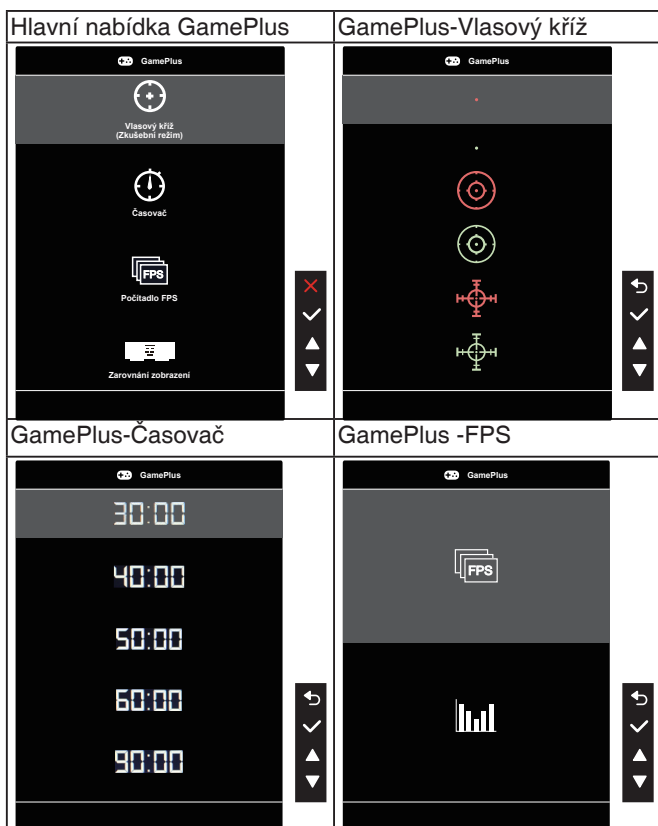 Hlavní nabídka GamePlus
GamePlus-Vlasový kříž
GamePlus
Vlasový kříž
(Zkušební režim)
Časovač
FPS
Počítadlo FPS
Zarovnání zobrazení
GamePlus
GamePlus-Časovač
GamePlus -FPS
GamePlus
30:00
40:00
50:00
60:00
90:00
GamePlus
FPS